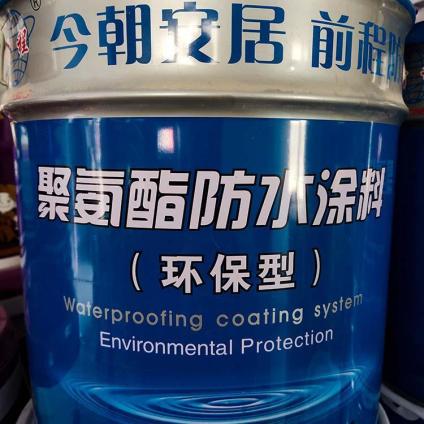 今朝安居 前程防
聚氨酯防水涂料
（环保型）
Waterproofing coating system
Environmental Protection